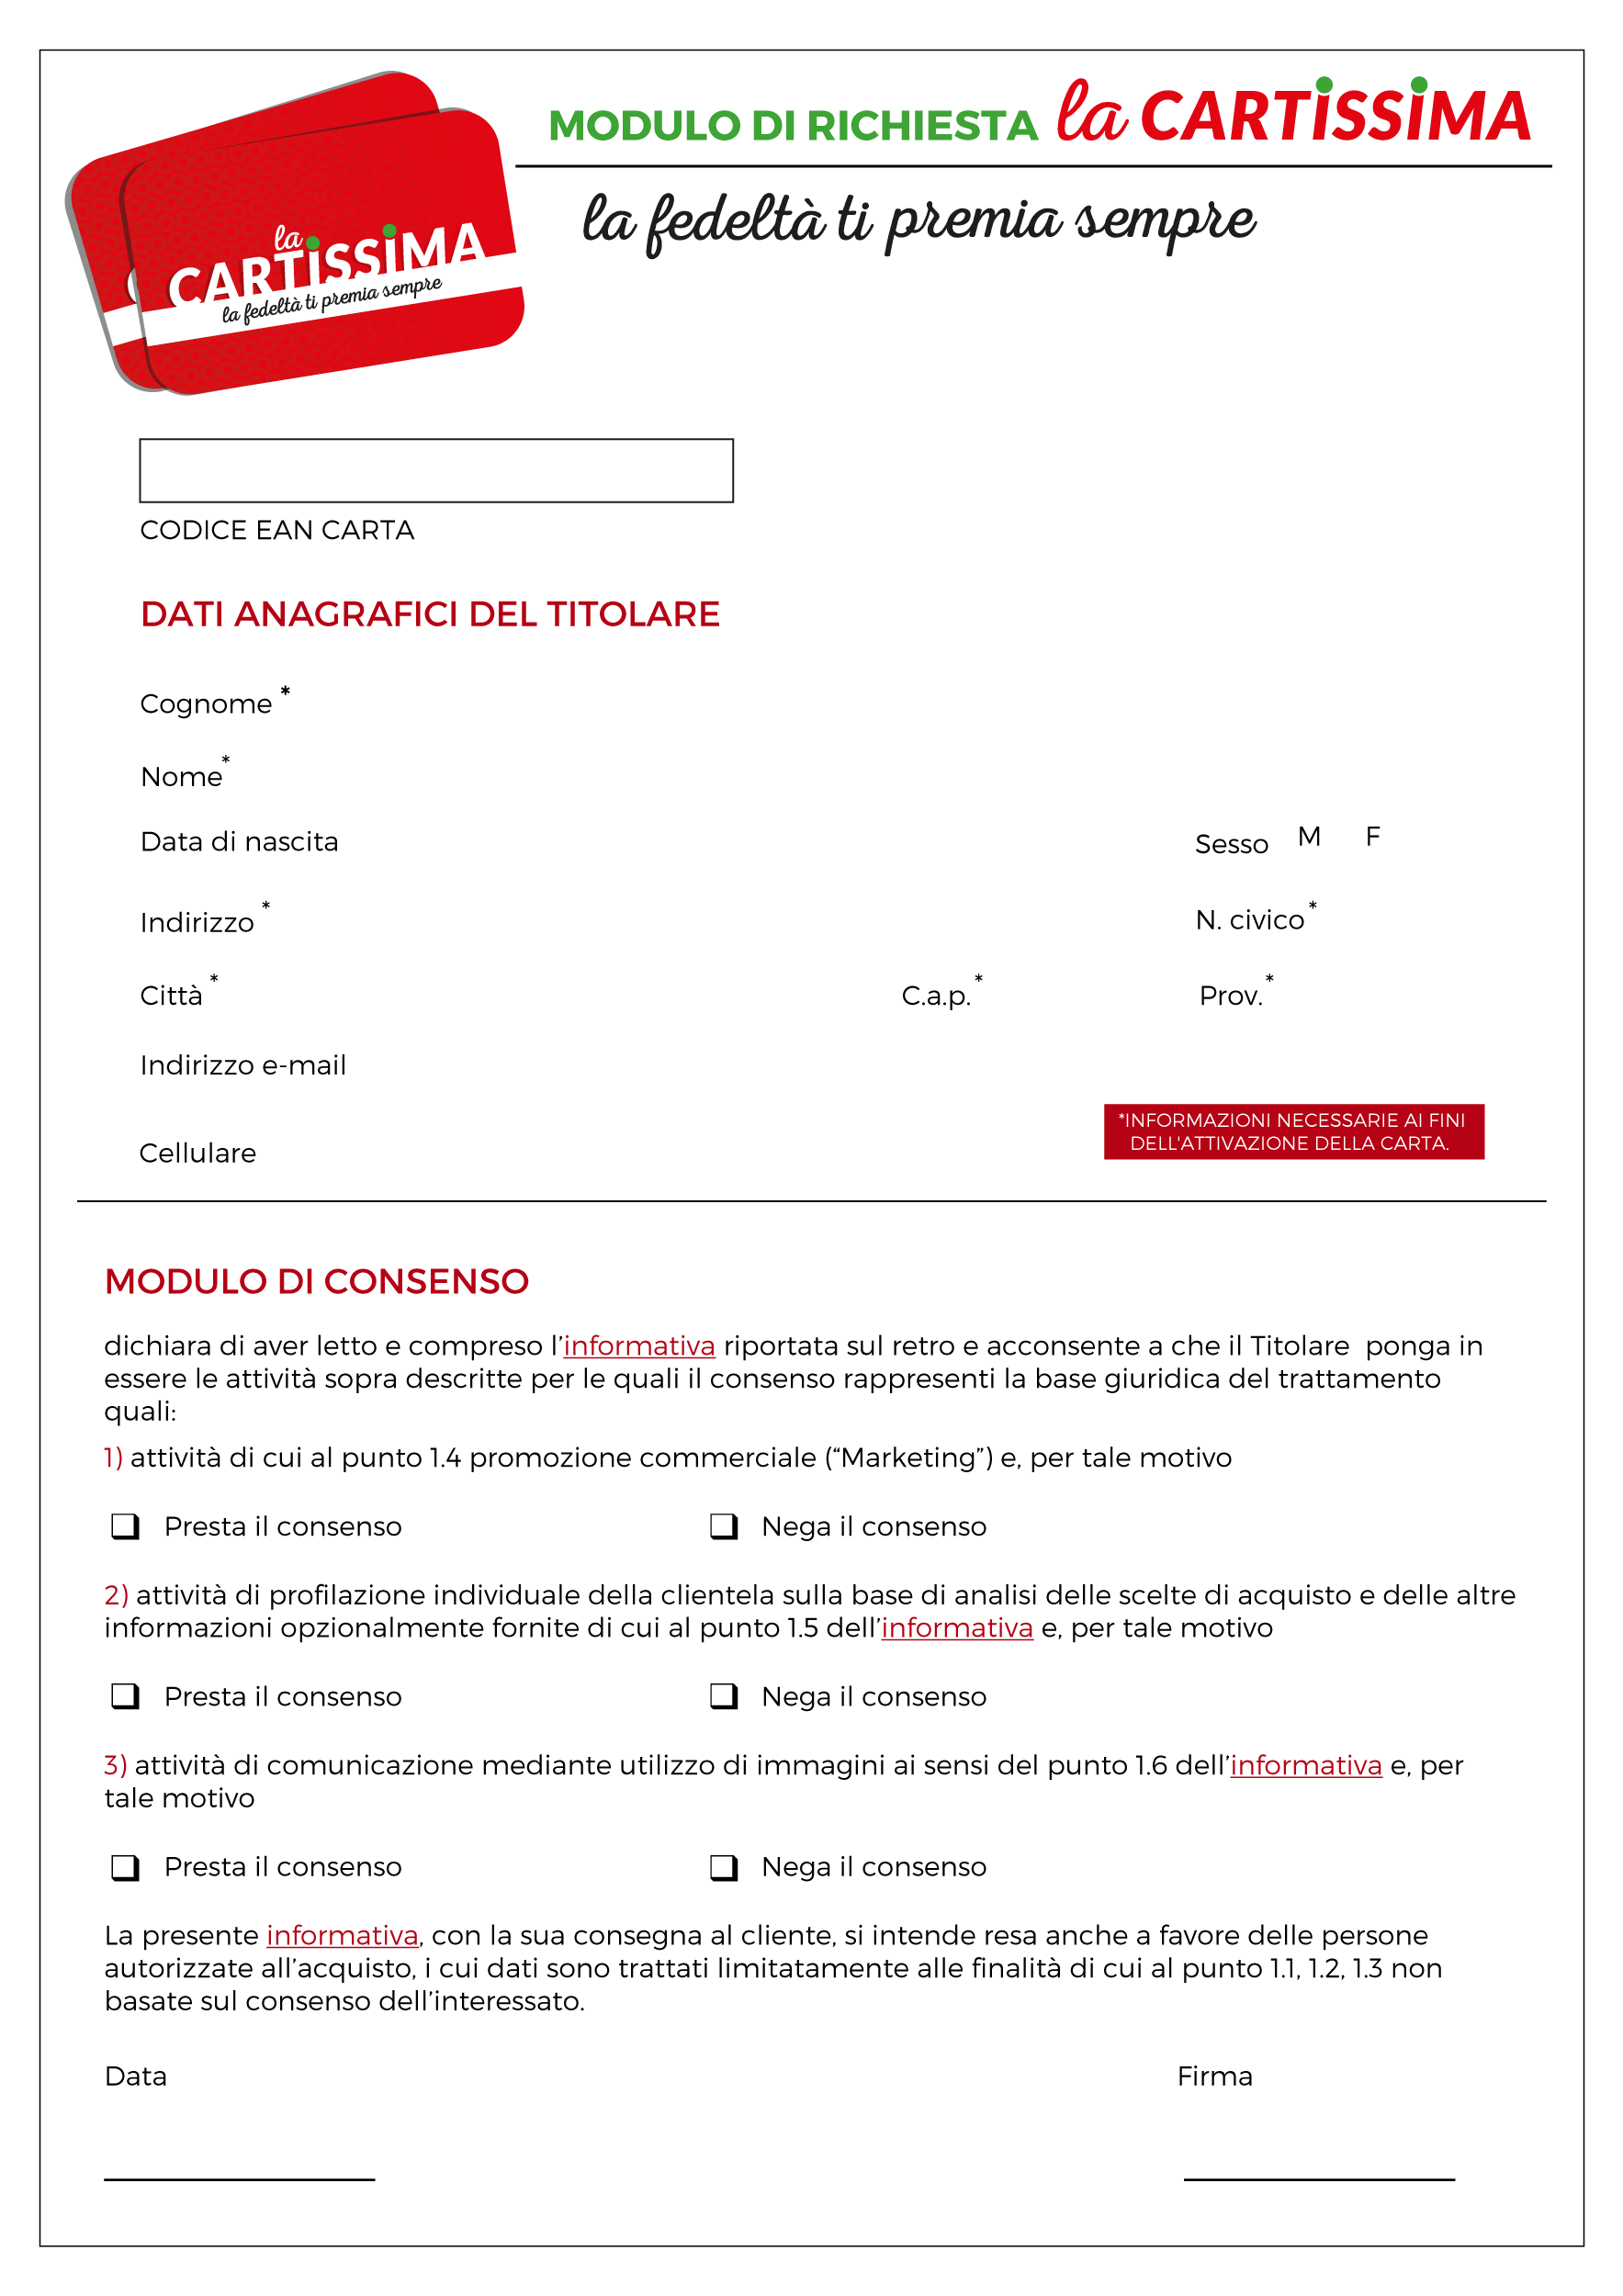 MODULO DI RICHIESTA la CARTISSIMA
la fedeltà ti premia sempre
la
CARTISSIMA
la fedeltà ti premia sempre
CODICE EAN CARTA
DATI ANAGRAFICI DEL TITOLARE
Cognome *
Nome*
Data di nascita Sesso M F
Indirizzo * N. civico*
Città * C.a.p.* Prov.*
Indirizzo e-mail
*INFORMAZIONI NECESSARIE AI FINI
DELL'ATTIVAZIONE DELLA CARTA.
Cellulare
MODULO DI CONSENSO
dichiara di aver letto e compreso l’informativa riportata sul retro e acconsente a che il Titolare ponga in
essere le attività sopra descritte per le quali il consenso rappresenti la base giuridica del trattamento
quali:
1) attività di cui al punto 1.4 promozione commerciale (“Marketing”) e, per tale motivo
❏ Presta il consenso ❏ Nega il consenso
2) attività di profilazione individuale della clientela sulla base di analisi delle scelte di acquisto e delle altre
informazioni opzionalmente fornite di cui al punto 1.5 dell’informativa e, per tale motivo
❏ Presta il consenso ❏ Nega il consenso
3) attività di comunicazione mediante utilizzo di immagini ai sensi del punto 1.6 dell’informativa e, per
tale motivo
❏ Presta il consenso ❏ Nega il consenso
La presente informativa, con la sua consegna al cliente, si intende resa anche a favore delle persone
autorizzate all’acquisto, i cui dati sono trattati limitatamente alle finalità di cui al punto 1.1, 1.2, 1.3 non
basate sul consenso dell’interessato.
Data Firma